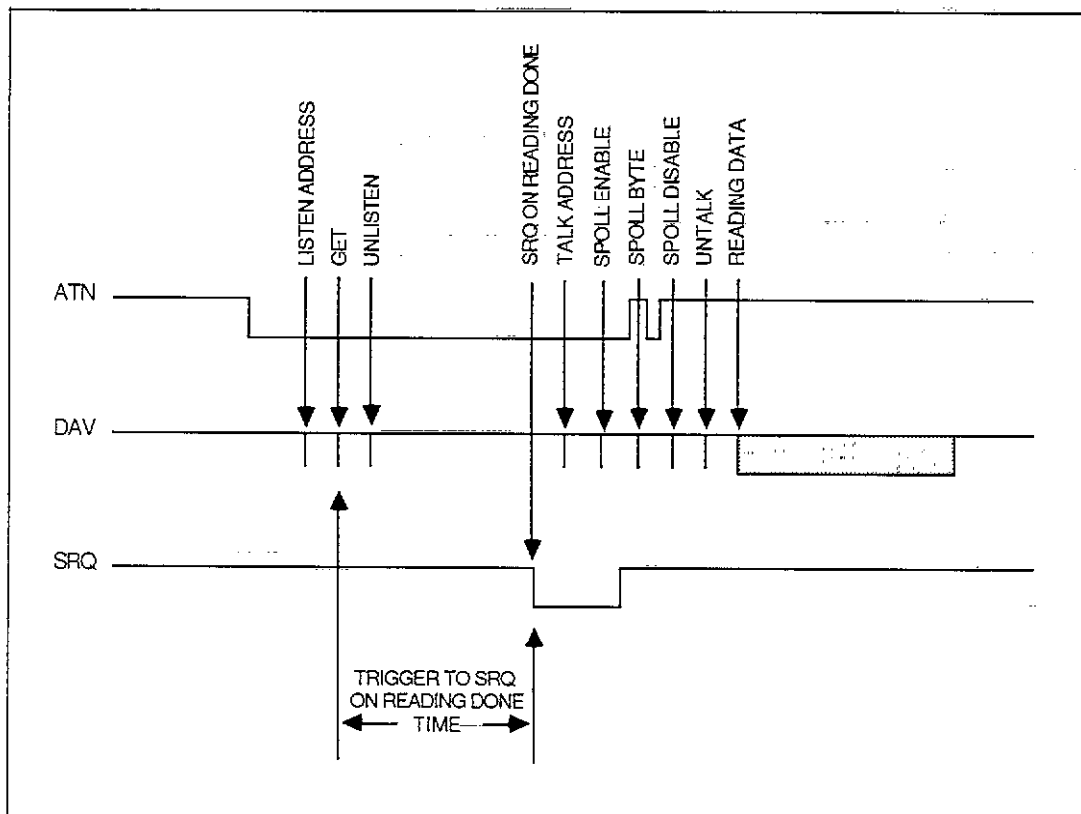 LISTEN ADDRESS
GET
UNLISTEN
SRQ ON READING DONE
TALK ADDRESS
SPOLL ENABLE
SPOLL BYTE
SPOLL DISABLE
UNTALK
READING DATA
ATN
DAV
SRQ
TRIGGER TO SRQ
ON READING DONE
TIME